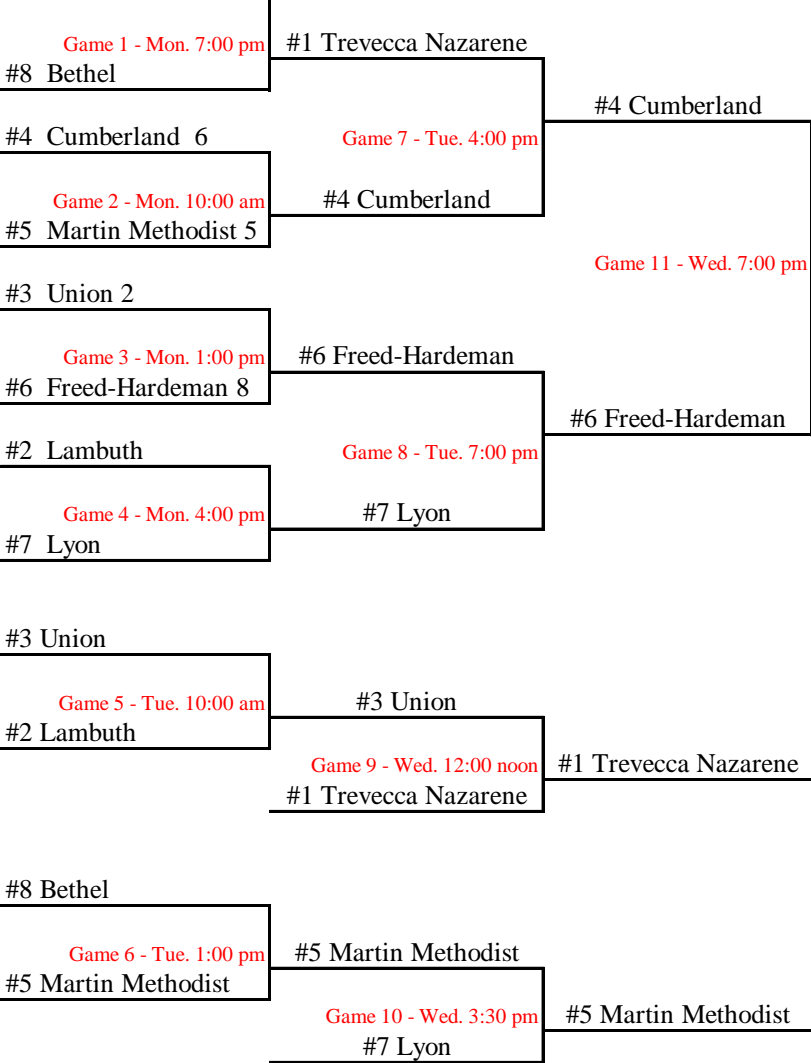 Game 1 - Mon. 7:00 pm
#1 Trevecca Nazarene
#8 Bethel
#4 Cumberland
#4 Cumberland 6
Game 7 - Tue. 4:00 pm
Game 2 - Mon. 10:00 am
#4 Cumberland
#5 Martin Methodist 5
Game 11 - Wed. 7:00 pm
#3 Union 2
Game 3 - Mon. 1:00 pm
#6 Freed-Hardeman
#6 Freed-Hardeman 8
#6 Freed-Hardeman
#2 Lambuth
Game 8 - Tue. 7:00 pm
Game 4 - Mon. 4:00 pm
#7 Lyon
#7 Lyon
#3 Union
Game 5 - Tue. 10:00 am
#3 Union
#2 Lambuth
Game 9 - Wed. 12:00 noon
#1 Trevecca Nazarene
#1 Trevecca Nazarene
#8 Bethel
Game 6 - Tue. 1:00 pm
#5 Martin Methodist
#5 Martin Methodist
Game 10 - Wed. 3:30 pm
#5 Martin Methodist
#7 Lyon